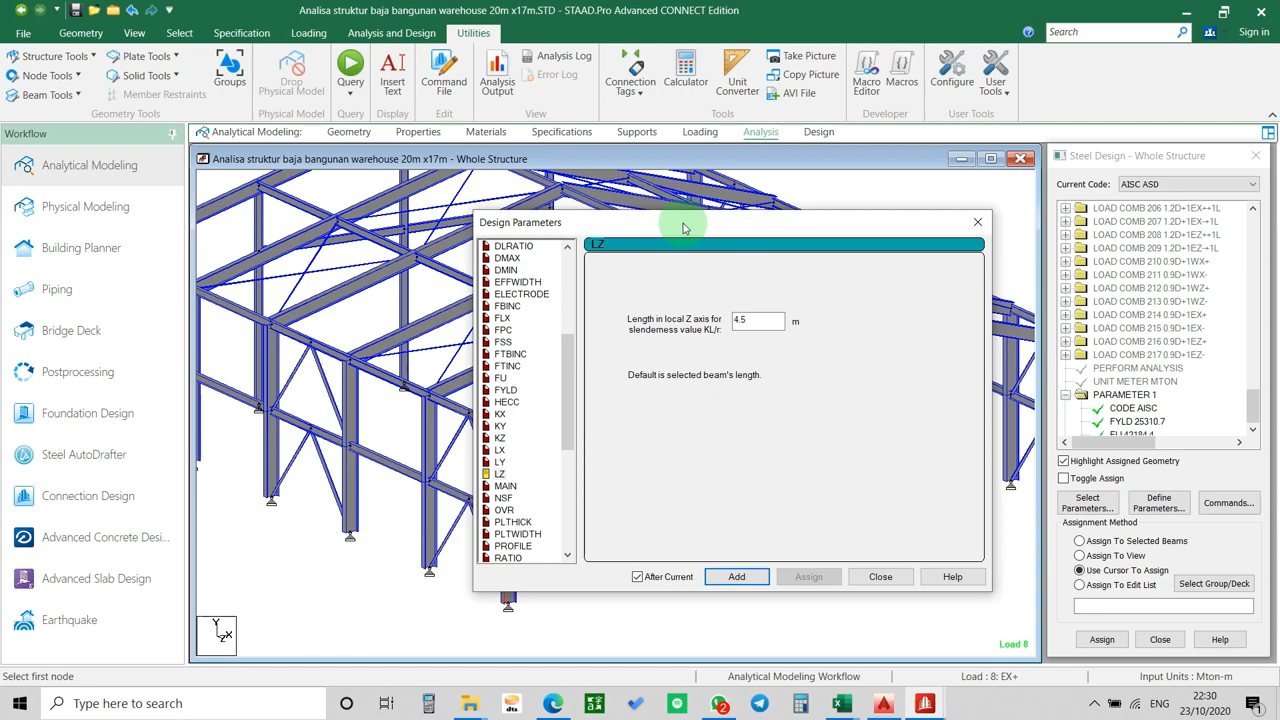 Analisa struktur baja bangunan warehouse 20m x17m.STD - STAAD.Pro Advanced CONNECT Edition
File Geometry View Select Specification Loading Analysis and Design Utilities Search Sign in
Structure Tools Plate Tools
Node Tools Solid Tools
Beam Tools Member Restraints
Groups
Geometry Tools
Drop
Physical Model
Physical Model
Query
Query
Insert
Text
Display
Command
File
Edit
Analysis
Output
Analysis Log
Error Log
View
Connection
Tags
Calculator
Unit
Converter
Take Picture
Copy Picture
AVI File
Tools
Macro
Editor
Macros
Developer
Configure
User
Tools
User Tools
Workflow
Analytical Modeling
Physical Modeling
Building Planner
Piping
Bridge Deck
Postprocessing
Foundation Design
Steel AutoDrafter
Connection Design
Advanced Concrete Desi...
Advanced Slab Design
Earthquake
Analytical Modeling: Geometry Properties Materials Specifications Supports Loading Analysis Design
Analisa struktur baja bangunan warehouse 20m x17m - Whole Structure
Y
X
Z
Load 8
Design Parameters
DLRATIO
DMAX
DMIN
EFFWIDTH
ELECTRODE
FBINC
FLX
FPC
FSS
FTBINC
FTINC
FU
FYLD
HECC
KX
KY
KZ
LX
LY
LZ
MAIN
NSF
OVR
PLTHICK
PLTWIDTH
PROFILE
RATIO
LZ
Length in local Z axis for
slenderness value KL/r: 4.5 m
Default is selected beam's length.
After Current Add Assign Close Help
Steel Design - Whole Structure
Current Code: AISC ASD
LOAD COMB 206 1.2D+1EX++1L
LOAD COMB 207 1.2D+1EX-+1L
LOAD COMB 208 1.2D+1EZ++1L
LOAD COMB 209 1.2D+1EZ-+1L
LOAD COMB 210 0.9D+1WX+
LOAD COMB 211 0.9D+1WX-
LOAD COMB 212 0.9D+1WZ+
LOAD COMB 213 0.9D+1WZ-
LOAD COMB 214 0.9D+1EX+
LOAD COMB 215 0.9D+1EX-
LOAD COMB 216 0.9D+1EZ+
LOAD COMB 217 0.9D+1EZ-
PERFORM ANALYSIS
UNIT METER MTON
PARAMETER 1
CODE AISC
FYLD 25310.7
FU 42184.4
Highlight Assigned Geometry
Toggle Assign
Select
Parameters...
Define
Parameters...
Commands...
Assignment Method
Assign To Selected Beams
Assign To View
Use Cursor To Assign
Assign To Edit List Select Group/Deck
Assign Close Help
Select first node Analytical Modeling Workflow Load : 8: EX+ Input Units: Mton-m
Type here to search
dts
2
ENG
22:30
23/10/2020
1